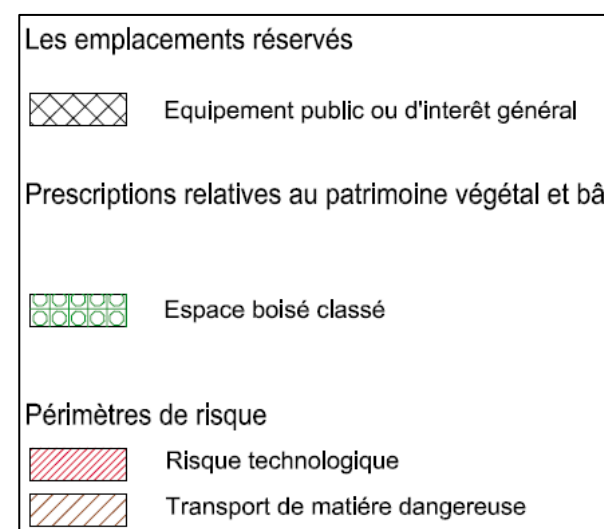 Les emplacements réservés
Equipement public ou d'interêt général
Prescriptions relatives au patrimoine végétal et
Espace boisé classé
Périmètres de risque
Risque technologique
Transport de matiére dangereuse